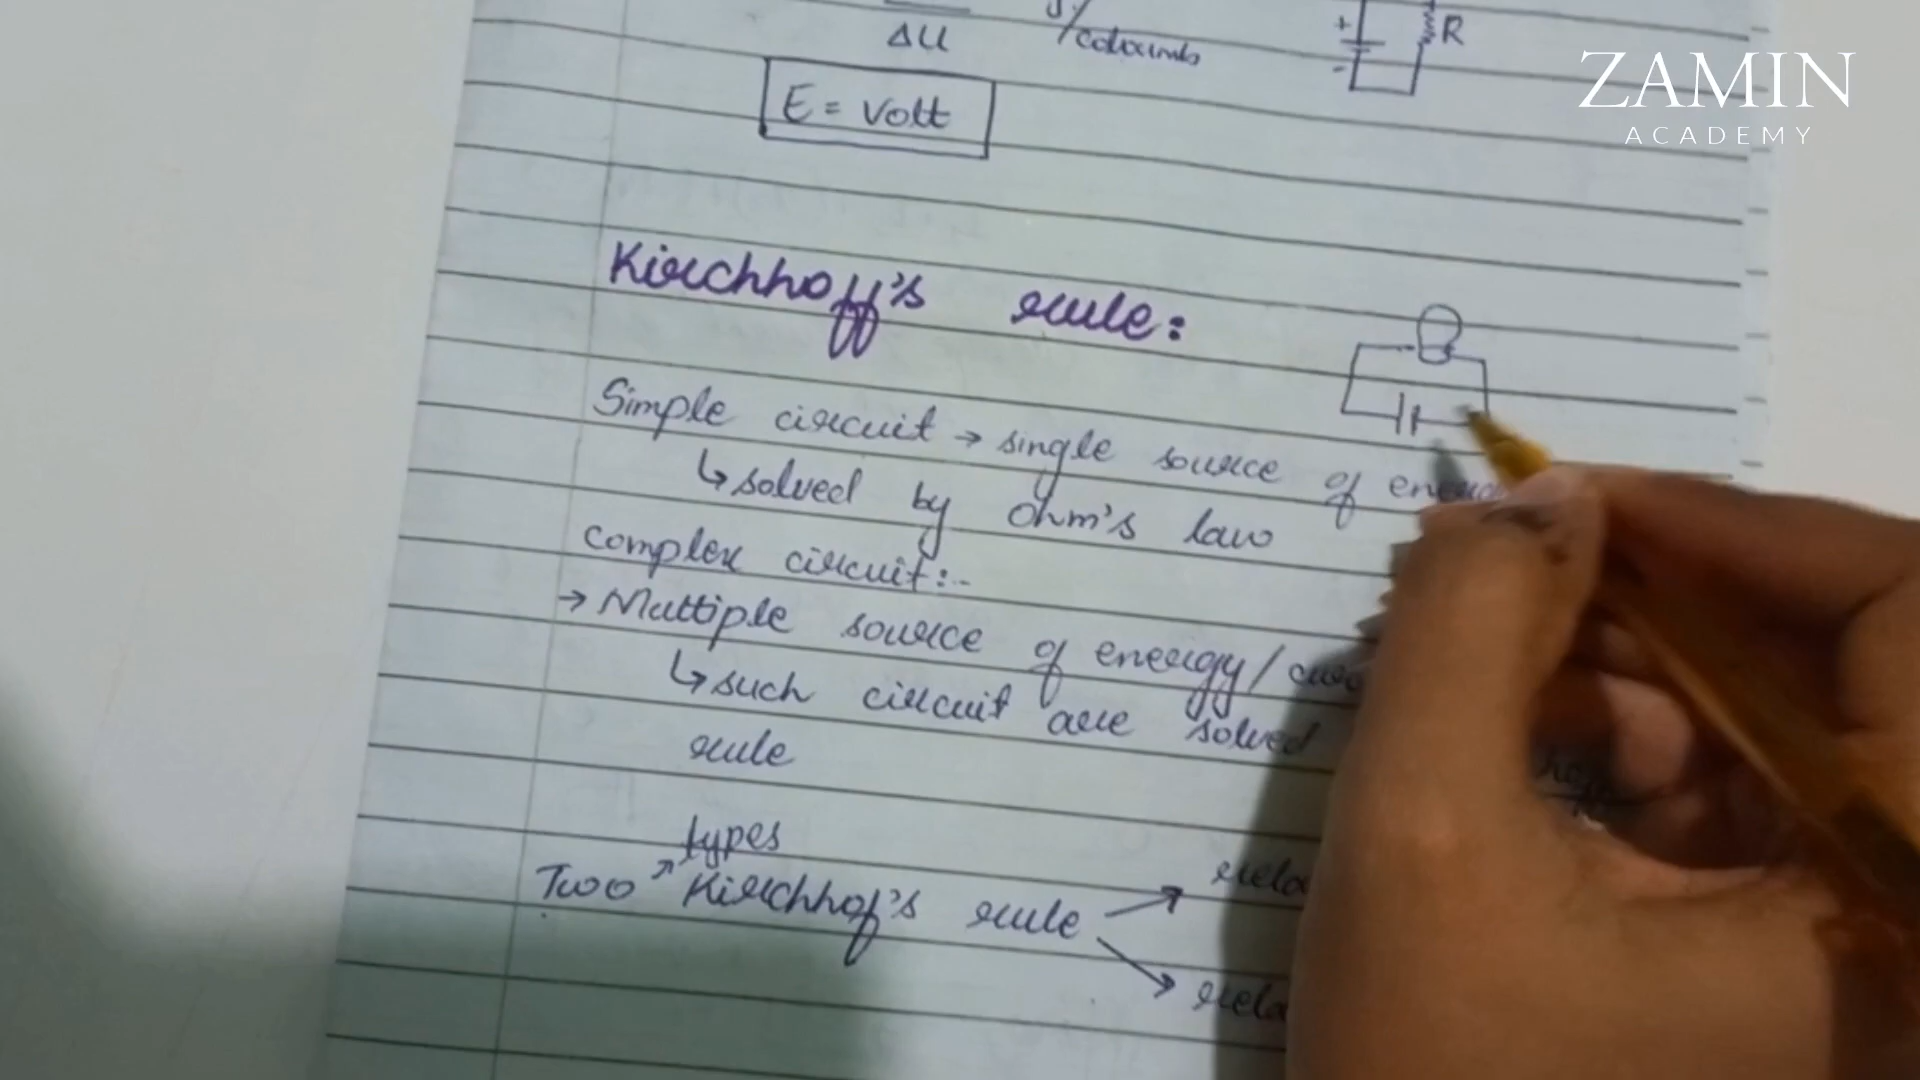 ΔU
/coloumb
+
-
R
ZAMIN
ACADEMY
E = Volt
Kirchhoff's rule:
Simple circuit → single source of
↳ solved by Ohm's law
Complex circuit:-
→ Multiple source of energy/
↳ such circuit are solved
rule
types
Two ↗ Kirchhof's rule